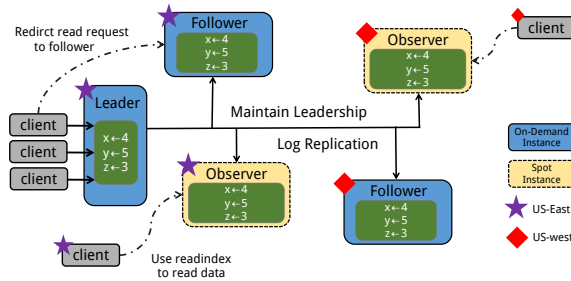 Redirct read request
to follower
Follower
x←4
y←5
z←3
Observer
x←4
y←5
z←3
client
Leader
x←4
y←5
z←3
client
client
client
Maintain Leadership
Log Replication
Observer
x←4
y←5
z←3
Follower
x←4
y←5
z←3
client
Use readindex
to read data
On-Demand
Instance
Spot
Instance
US-East
US-west